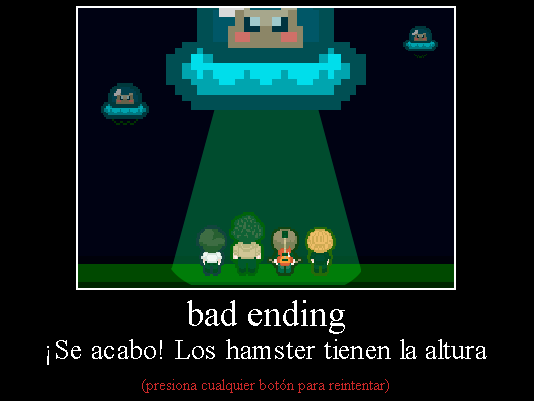 bad ending
¡Se acabo! Los hamster tienen la altura
(presiona cualquier botón para reintentar)